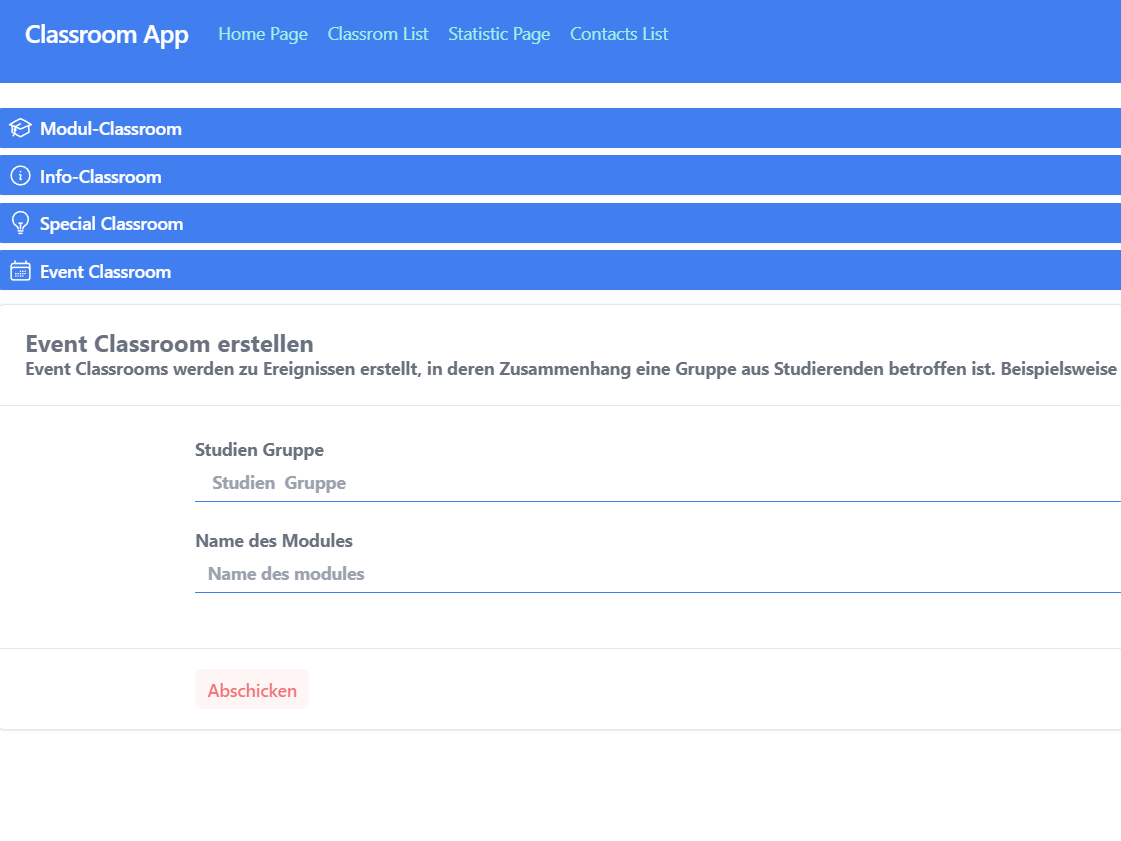 Classroom App Home Page Classrom List Statistic Page Contacts List
Modul-Classroom
Info-Classroom
Special Classroom
Event Classroom
Event Classroom erstellen
Event Classrooms werden zu Ereignissen erstellt, in deren Zusammenhang eine Gruppe aus Studierenden betroffen ist. Beispielsweise
Studien Gruppe
Studien Gruppe
Name des Modules
Name des modules
Abschicken